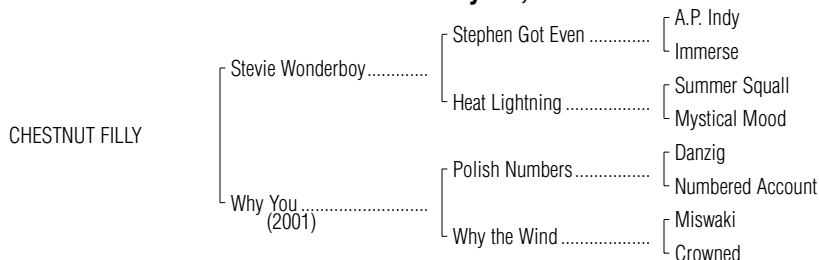 A.P. Indy
Stephen Got Even .............
Immerse
Stevie Wonderboy.............
Summer Squall
Heat Lightning ..................
Mystical Mood
CHESTNUT FILLY
Danzig
Polish Numbers................
Numbered Account
Why You ...........................
(2001)
Miswaki
Why the Wind ...................
Crowned